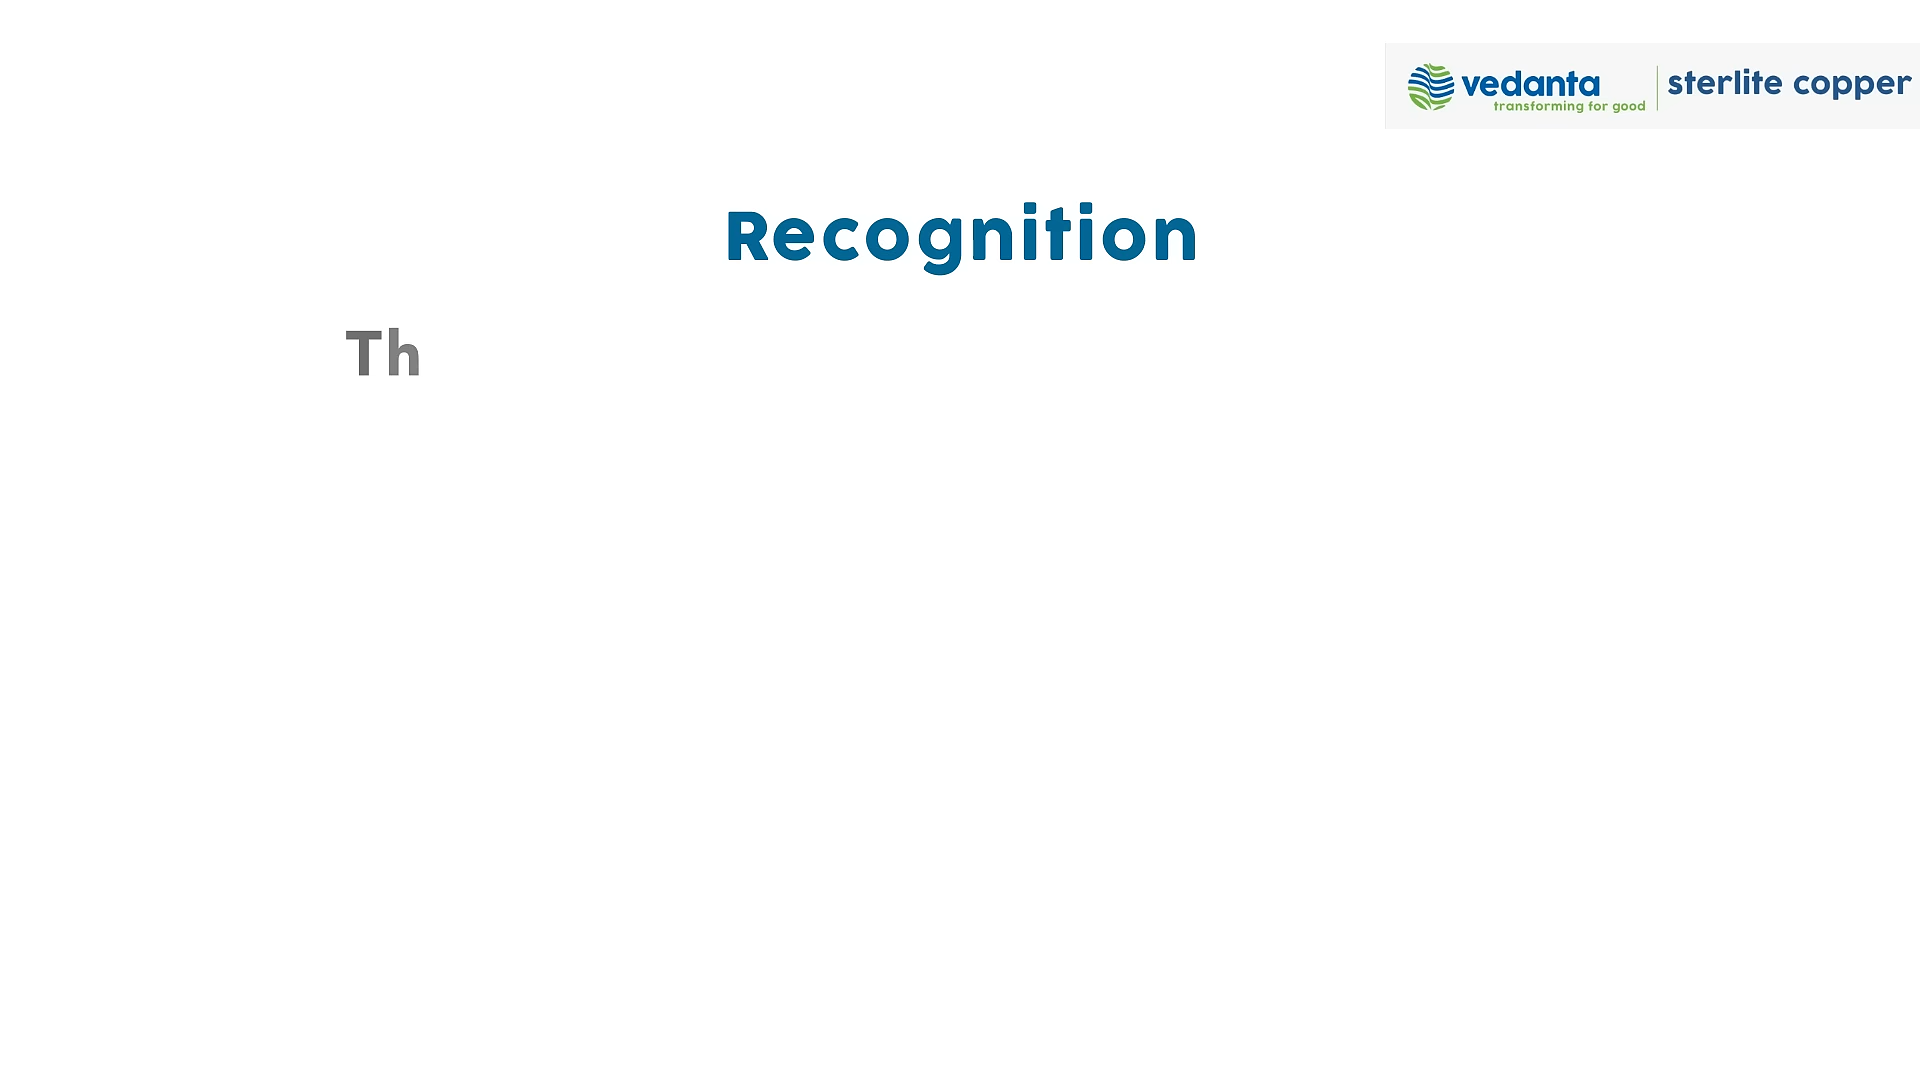 vedanta
transforming for good
sterlite copper
Recognition
Th